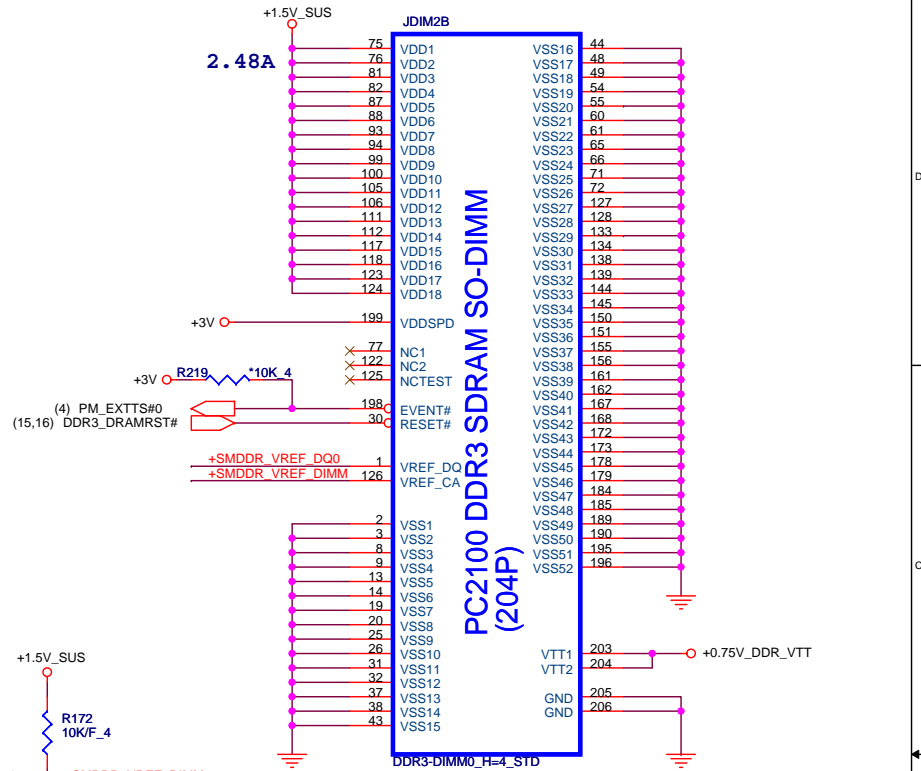 +1.5V_SUS
JDIM2B
2.48A
75 VDD1
76 VDD2
81 VDD3
82 VDD4
87 VDD5
88 VDD6
93 VDD7
94 VDD8
99 VDD9
100 VDD10
105 VDD11
106 VDD12
111 VDD13
112 VDD14
117 VDD15
118 VDD16
123 VDD17
124 VDD18
+3V 199 VDDSPD
77 NC1
122 NC2
125 NCTEST
+3V R219 *10K_4
(4) PM_EXTTS#0 198 EVENT#
(15,16) DDR3_DRAMRST# 30 RESET#
+SMDDR_VREF_DQ0 1 VREF_DQ
+SMDDR_VREF_DIMM 126 VREF_CA
2 VSS1
3 VSS2
8 VSS3
9 VSS4
13 VSS5
14 VSS6
19 VSS7
20 VSS8
25 VSS9
26 VSS10
31 VSS11
32 VSS12
37 VSS13
38 VSS14
43 VSS15
PC2100 DDR3 SDRAM SO-DIMM
(204P)
VSS16 44
VSS17 48
VSS18 49
VSS19 54
VSS20 55
VSS21 60
VSS22 61
VSS23 65
VSS24 66
VSS25 71
VSS26 72
VSS27 127
VSS28 128
VSS29 133
VSS30 134
VSS31 138
VSS32 139
VSS33 144
VSS34 145
VSS35 150
VSS36 151
VSS37 155
VSS38 156
VSS39 161
VSS40 162
VSS41 167
VSS42 168
VSS43 172
VSS44 173
VSS45 178
VSS46 179
VSS47 184
VSS48 185
VSS49 189
VSS50 190
VSS51 195
VSS52 196
VTT1 203 +0.75V_DDR_VTT
VTT2 204
GND 205
GND 206
DDR3-DIMM0_H=4_STD
+1.5V_SUS
R172
10K/F_4
D
C